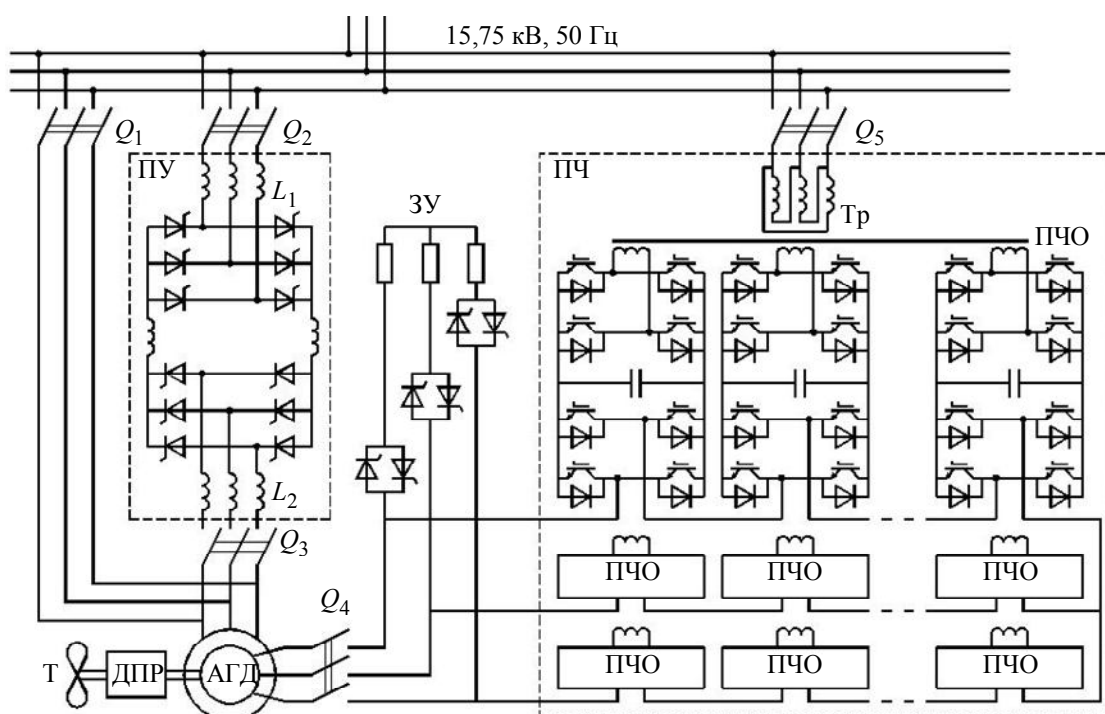 15,75 кВ, 50 Гц
Q1
Q2
Q5
ПУ
ПЧ
L1
ЗУ
Тр
ПЧО
L2
Q3
ПЧО
ПЧО
ПЧО
Q4
Т
ДПР
АГД
ПЧО
ПЧО
ПЧО